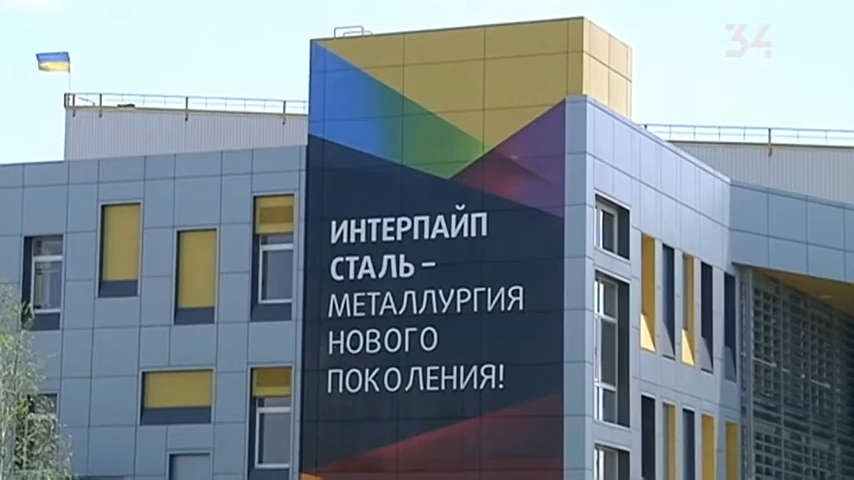 34
ИНТЕРПАЙП
СТАЛЬ –
МЕТАЛЛУРГИЯ
НОВОГО
ПОКОЛЕНИЯ!